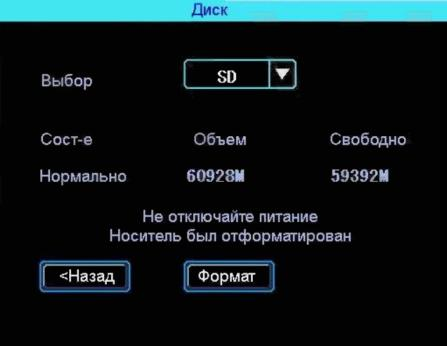 Диск
Выбор SD
Сост-е Объем Свободно
Нормально 60928M 59392M
Не отключайте питание
Носитель был отформатирован
<Назад Формат